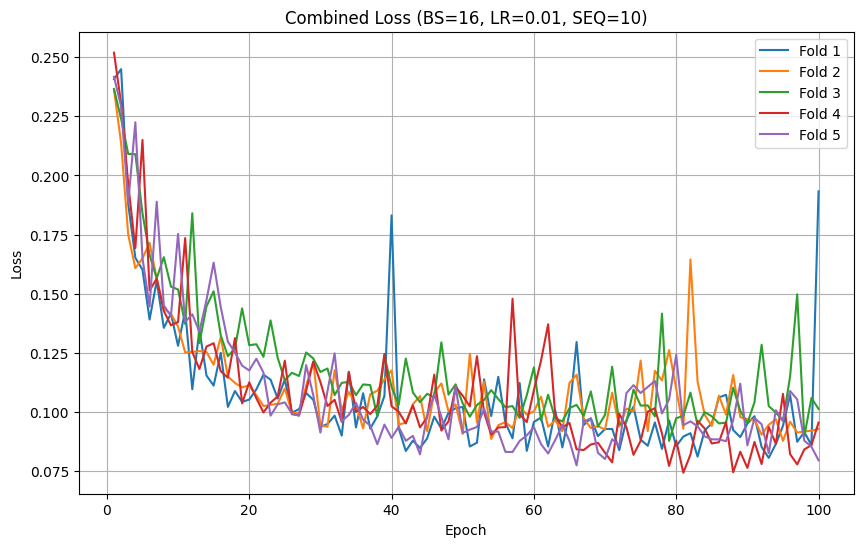 Combined Loss (BS=16, LR=0.01, SEQ=10)
Fold 1
Fold 2
Fold 3
Fold 4
Fold 5
Loss
0.250
0.225
0.200
0.175
0.150
0.125
0.100
0.075
0 20 40 60 80 100
Epoch